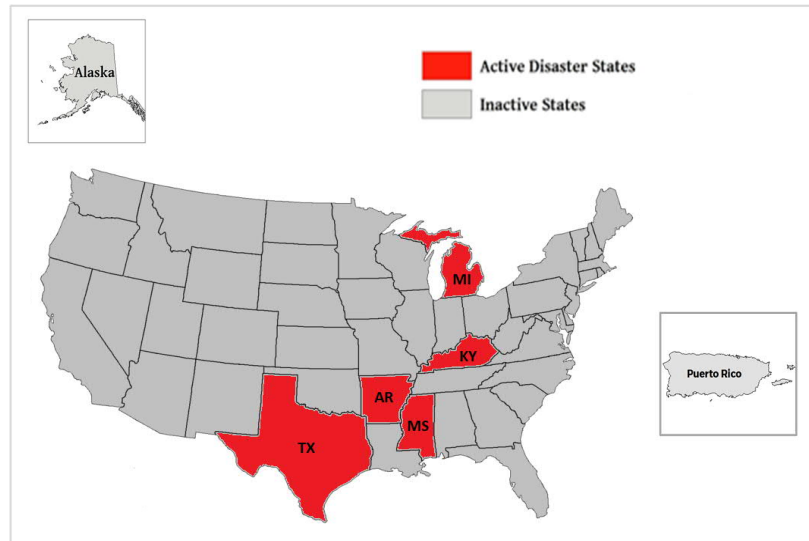 Alaska
Active Disaster States
Inactive States
MI
KY
AR
MS
TX
Puerto Rico